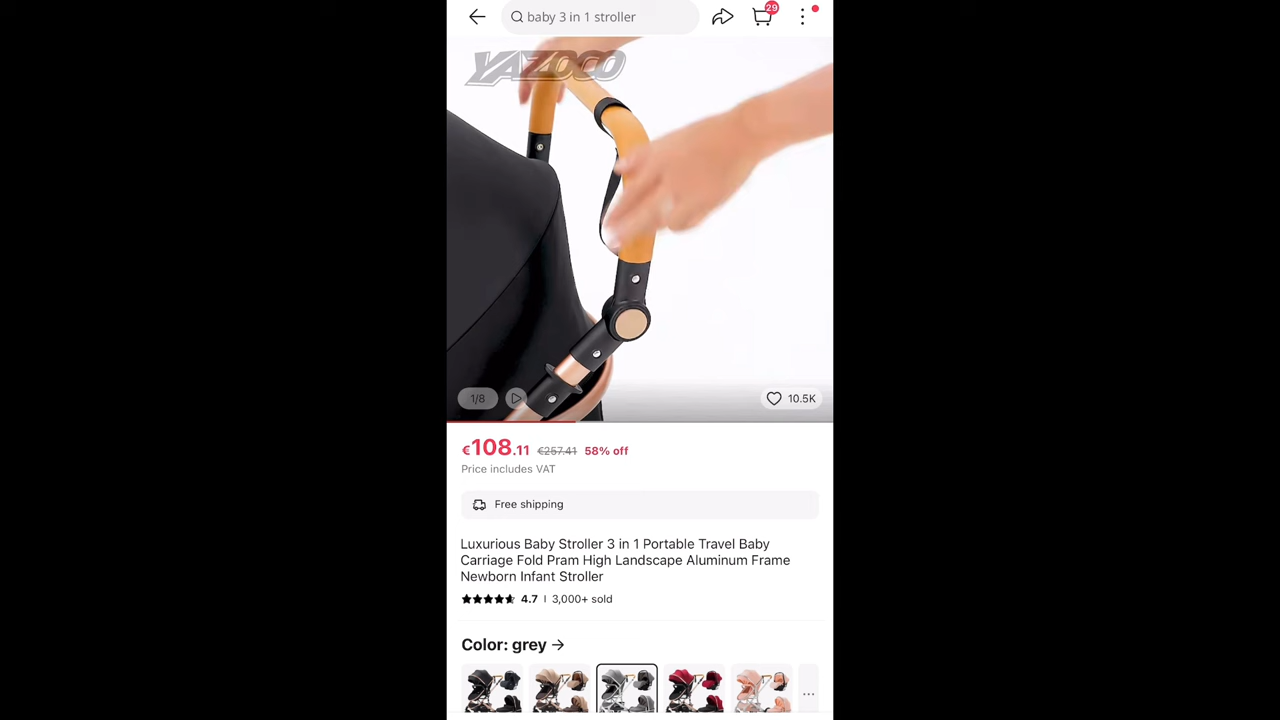 baby 3 in 1 stroller
29
YAZOCO
1/8
10.5K
€108.11 €257.41 58% off
Price includes VAT
Free shipping
Luxurious Baby Stroller 3 in 1 Portable Travel Baby
Carriage Fold Pram High Landscape Aluminum Frame
Newborn Infant Stroller
4.7 | 3,000+ sold
Color: grey
...